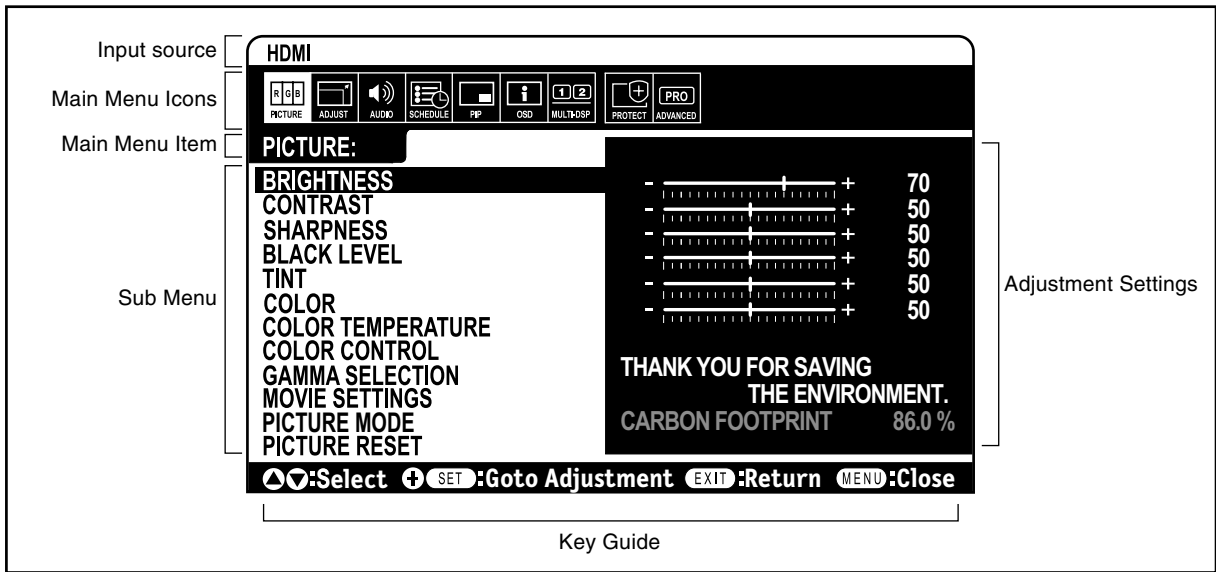 Input source
HDMI
Main Menu Icons
R G B
PICTURE
ADJUST
AUDIO
SCHEDULE
PIP
i
OSD
1 2
MULTI-DSP
PROTECT
PRO
ADVANCED
Main Menu Item
PICTURE:
Sub Menu
BRIGHTNESS - + 70
CONTRAST - + 50
SHARPNESS - + 50
BLACK LEVEL - + 50
TINT - + 50
COLOR - + 50
COLOR TEMPERATURE
COLOR CONTROL
GAMMA SELECTION
MOVIE SETTINGS
PICTURE MODE
PICTURE RESET
THANK YOU FOR SAVING
THE ENVIRONMENT.
CARBON FOOTPRINT 86.0 %
Adjustment Settings
:Select + SET :Goto Adjustment EXIT :Return MENU :Close
Key Guide